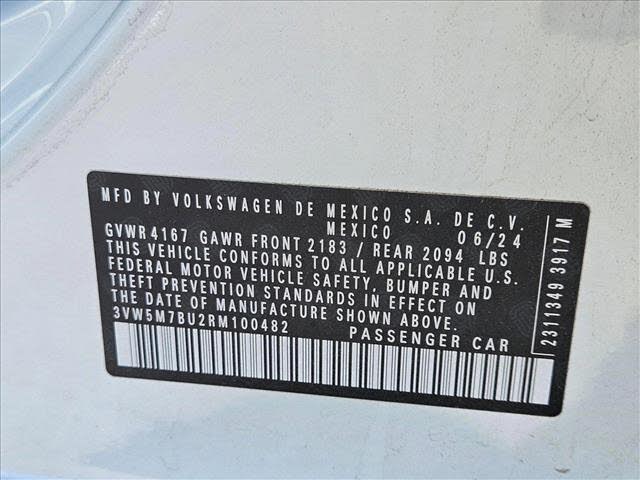 MFD BY VOLKSWAGEN DE MEXICO S.A. DE C.V.
MEXICO 06/24
GVWR 4167 GAWR FRONT 2183 / REAR 2094 LBS
THIS VEHICLE CONFORMS TO ALL APPLICABLE U.S.
FEDERAL MOTOR VEHICLE SAFETY, BUMPER AND
THEFT PREVENTION STANDARDS IN EFFECT ON
THE DATE OF MANUFACTURE SHOWN ABOVE.
3VW5M7BU2RM100482 PASSENGER CAR
2311349 3917 M